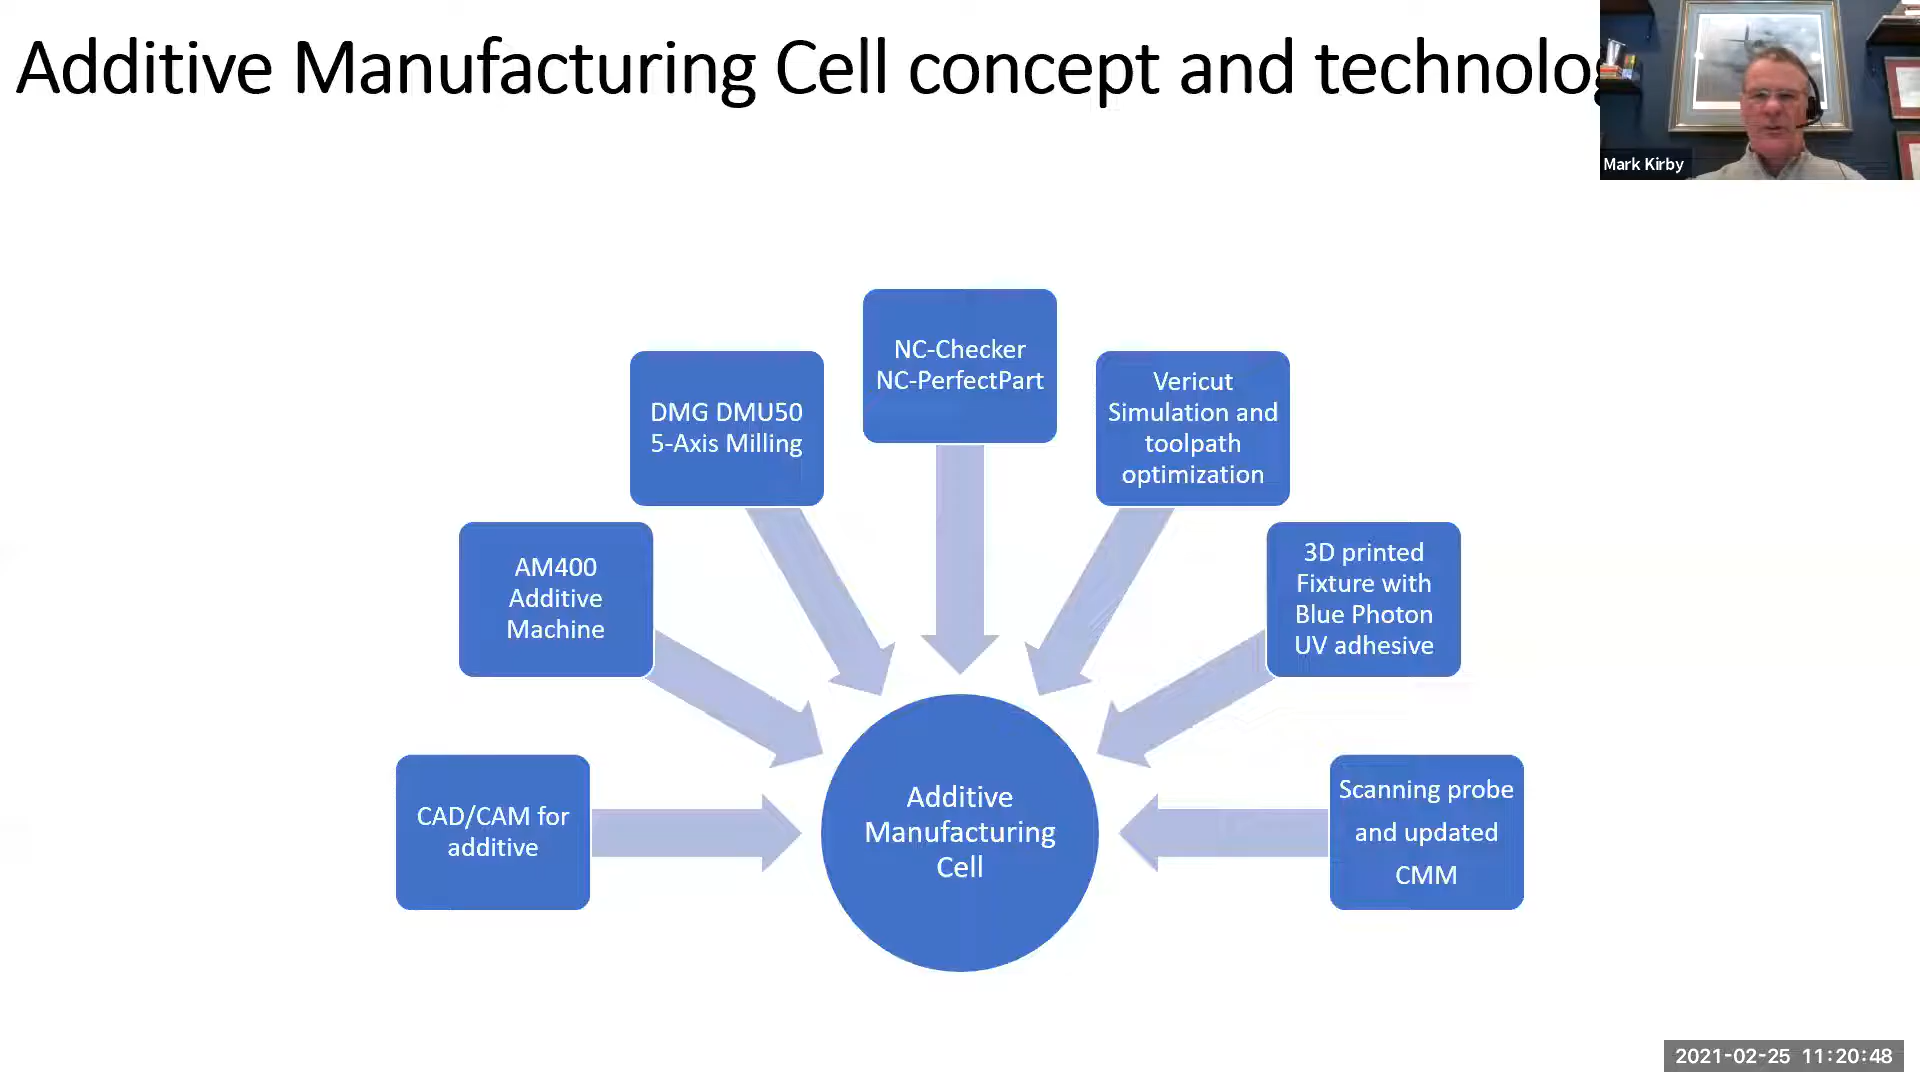 Additive Manufacturing Cell concept and technolo
Mark Kirby
NC-Checker
NC-PerfectPart
DMG DMU50
5-Axis Milling
Vericut
Simulation and
toolpath
optimization
AM400
Additive
Machine
3D printed
Fixture with
Blue Photon
UV adhesive
CAD/CAM for
additive
Additive
Manufacturing
Cell
Scanning probe
and updated
CMM
2021-02-25 11:20:48